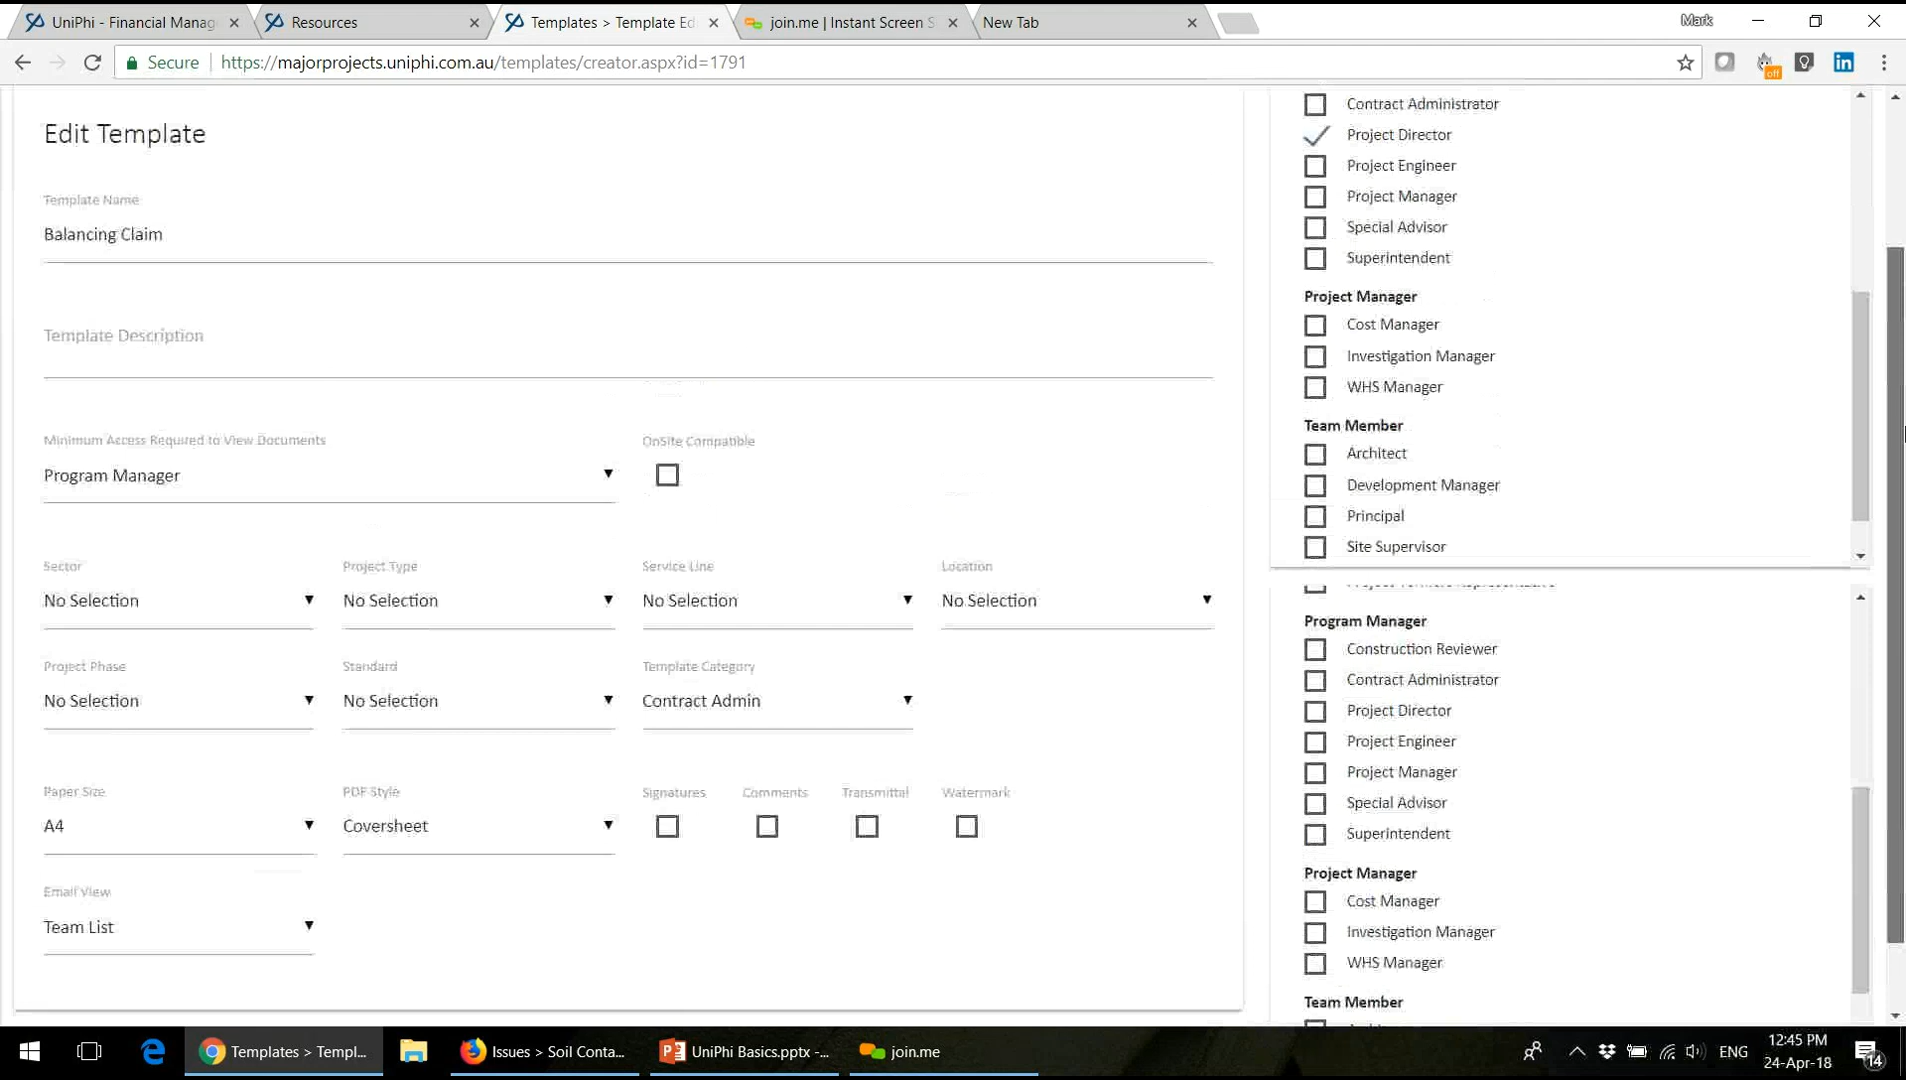 UniPhi - Financial Manag
Resources
Templates > Template Ed
join.me | Instant Screen S
New Tab
Mark
Secure
https://majorprojects.uniphi.com.au/templates/creator.aspx?id=1791
off
Edit Template
Template Name
Balancing Claim
Template Description
Minimum Access Required to View Documents
Program Manager
OnSite Compatible
Sector
Project Type
Service Line
Location
No Selection
No Selection
No Selection
No Selection
Project Phase
Standard
Template Category
No Selection
No Selection
Contract Admin
Paper Size
PDF Style
Signatures
Comments
Transmittal
Watermark
A4
Coversheet
Email View
Team List
Contract Administrator
Project Director
Project Engineer
Project Manager
Special Advisor
Superintendent
Project Manager
Cost Manager
Investigation Manager
WHS Manager
Team Member
Architect
Development Manager
Principal
Site Supervisor
Program Manager
Construction Reviewer
Contract Administrator
Project Director
Project Engineer
Project Manager
Special Advisor
Superintendent
Project Manager
Cost Manager
Investigation Manager
WHS Manager
Team Member
Templates > Templ...
Issues > Soil Conta...
UniPhi Basics.pptx -...
join.me
ENG
12:45 PM
24-Apr-18
14